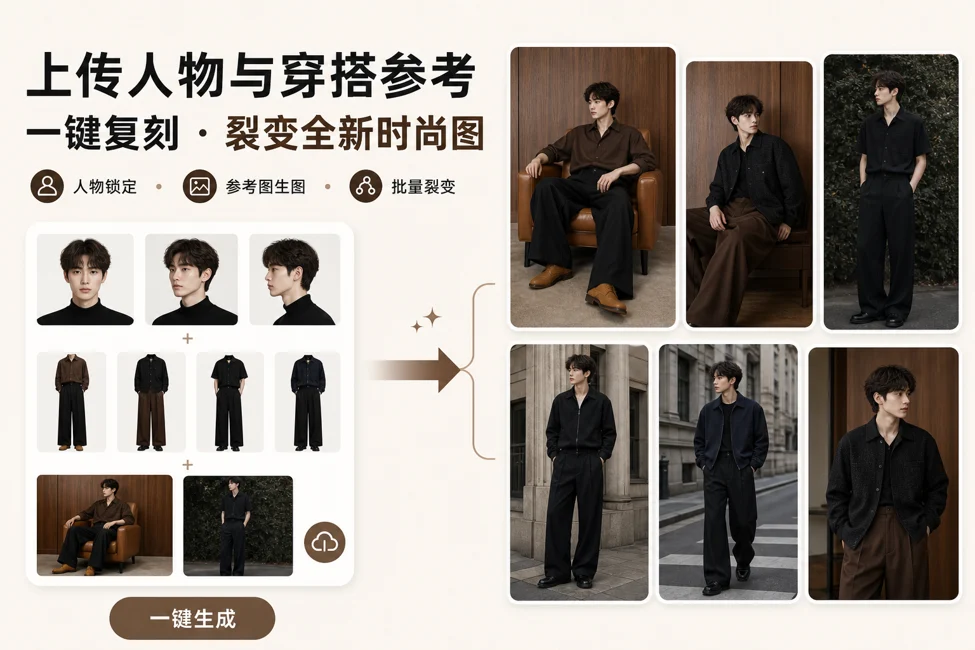 上传人物与穿搭参考
一键复刻 · 裂变全新时尚图
人物锁定 • 参考图生图 • 批量裂变
+
+
一键生成